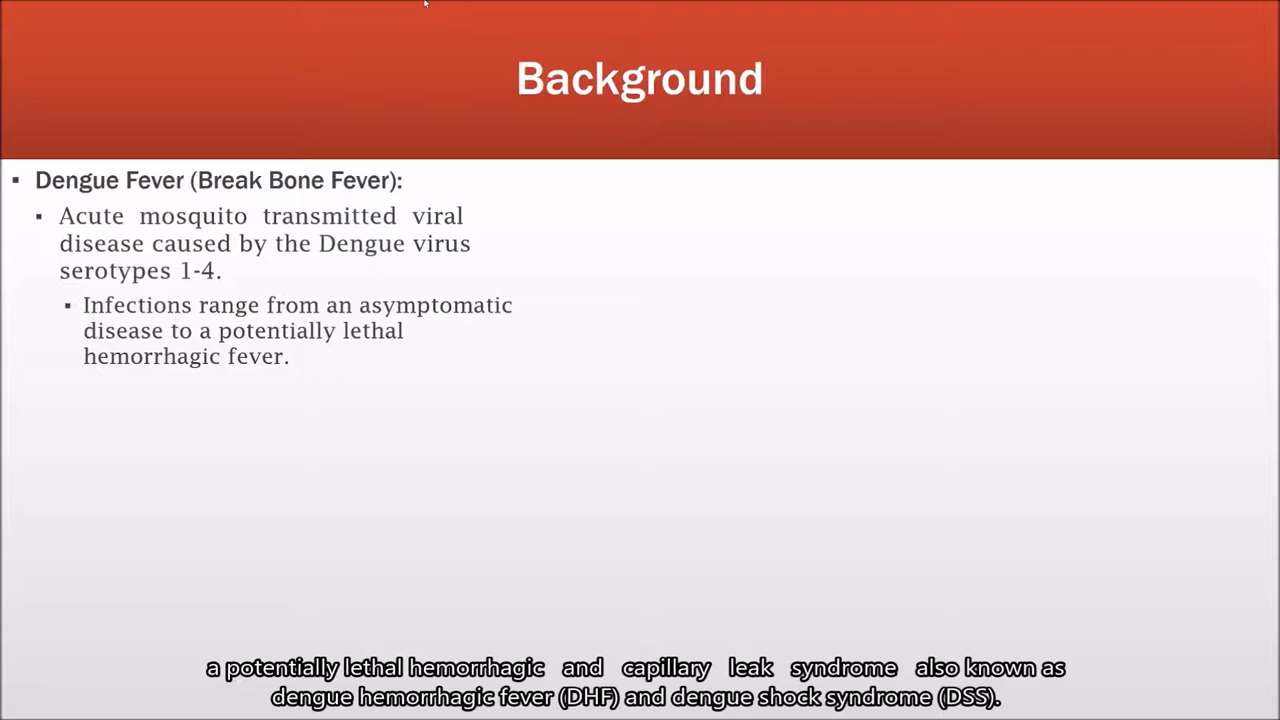 Background
▪ Dengue Fever (Break Bone Fever):
▪ Acute mosquito transmitted viral
disease caused by the Dengue virus
serotypes 1-4.
▪ Infections range from an asymptomatic
disease to a potentially lethal
hemorrhagic fever.
a potentially lethal hemorrhagic and capillary leak syndrome also known as
dengue hemorrhagic fever (DHF) and dengue shock syndrome (DSS).